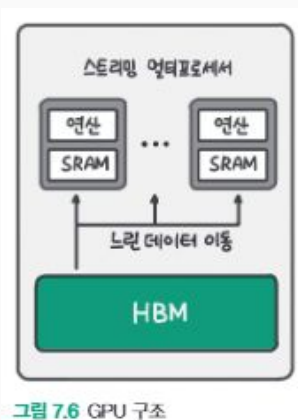 스트리밍 멀티프로세서
연산
...
연산
SRAM
SRAM
느린 데이터 이동
HBM
그림 7.6 GPU 구조